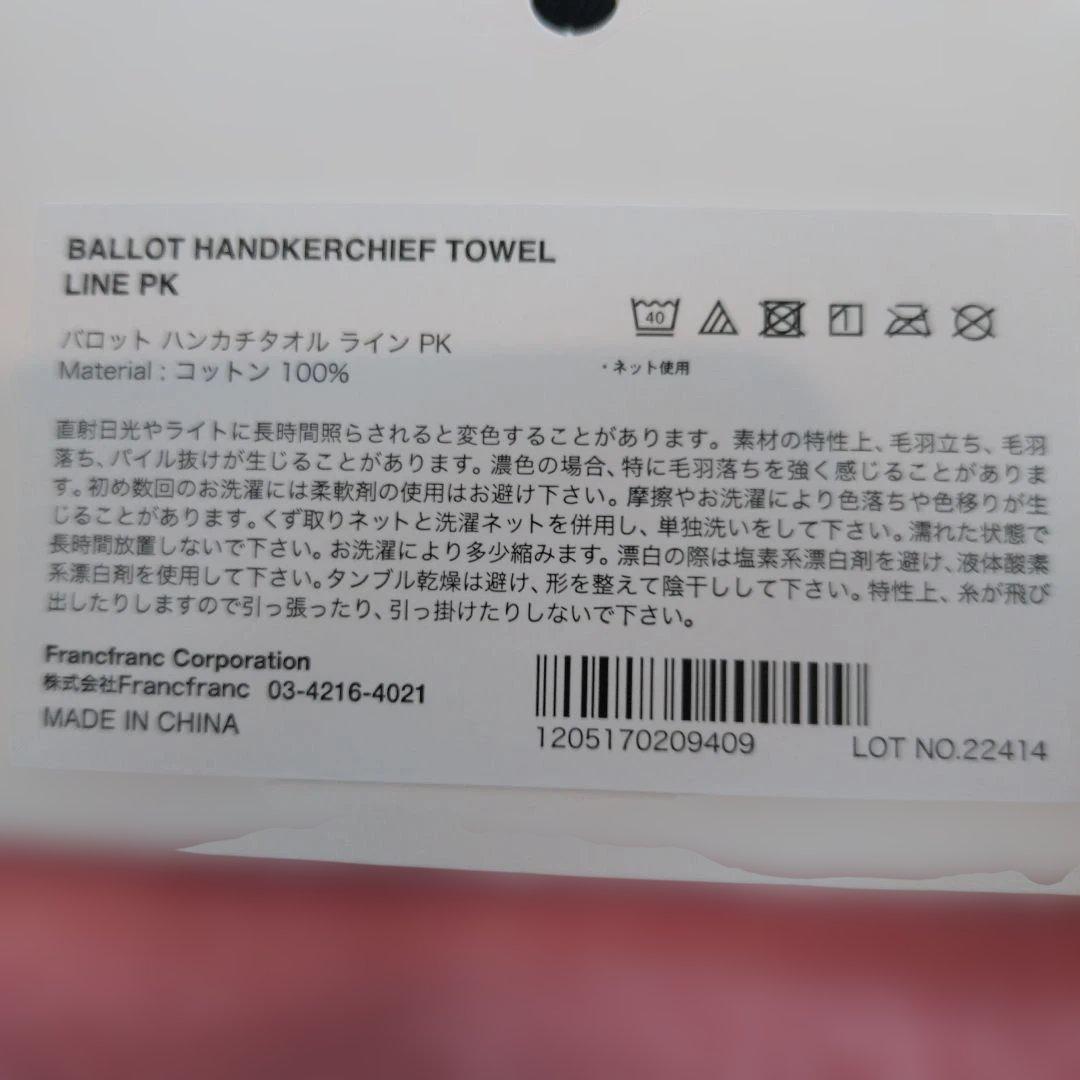 BALLOT HANDKERCHIEF TOWEL
LINE PK
バロット ハンカチタオル ライン PK
Material : コットン 100%
40
・ネット使用
直射日光やライトに長時間照らされると変色することがあります。素材の特性上、毛羽立ち、毛羽
落ち、パイル抜けが生じることがあります。濃色の場合、特に毛羽落ちを強く感じることがありま
す。初め数回のお洗濯には柔軟剤の使用はお避け下さい。摩擦やお洗濯により色落ちや色移りが生
じることがあります。くず取りネットと洗濯ネットを併用し、単独洗いをして下さい。濡れた状態で
長時間放置しないで下さい。お洗濯により多少縮みます。漂白の際は塩素系漂白剤を避け、液体酸素
系漂白剤を使用して下さい。タンブル乾燥は避け、形を整えて陰干しして下さい。特性上、糸が飛び
出したりしますので引っ張ったり、引っ掛けたりしないで下さい。
Francfranc Corporation
株式会社Francfranc 03-4216-4021
MADE IN CHINA
1205170209409
LOT NO.22414